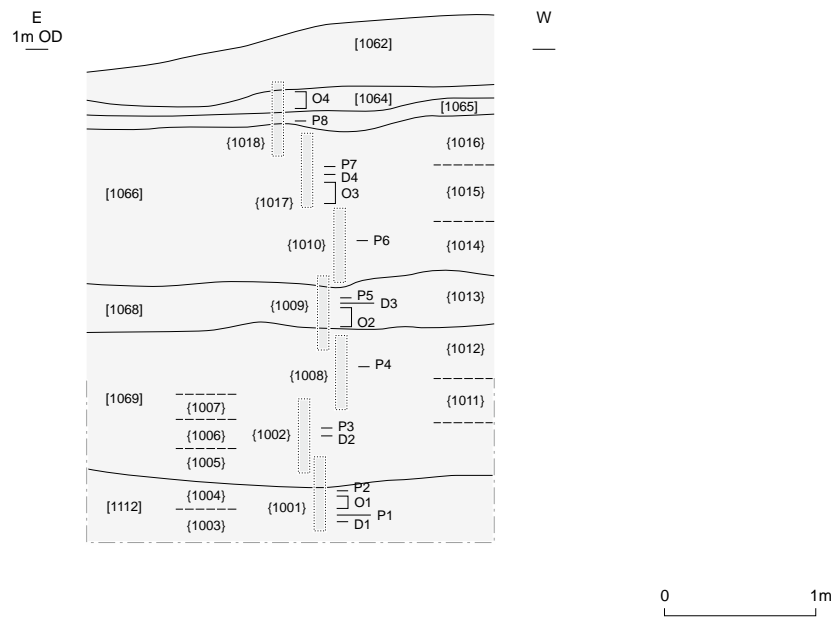 E W
1m OD
[1062]
O4 [1064]
[1065]
P8
{1018} {1016}
P7
D4
[1066] O3 {1015}
{1017}
{1010} P6 {1014}
P5 {1013}
[1068] {1009} D3
O2
{1012}
P4
{1008}
[1069] {1011}
{1007}
P3
{1006} {1002} D2
{1005}
P2
{1004} O1
[1112] {1001} P1
{1003} D1
0 1m